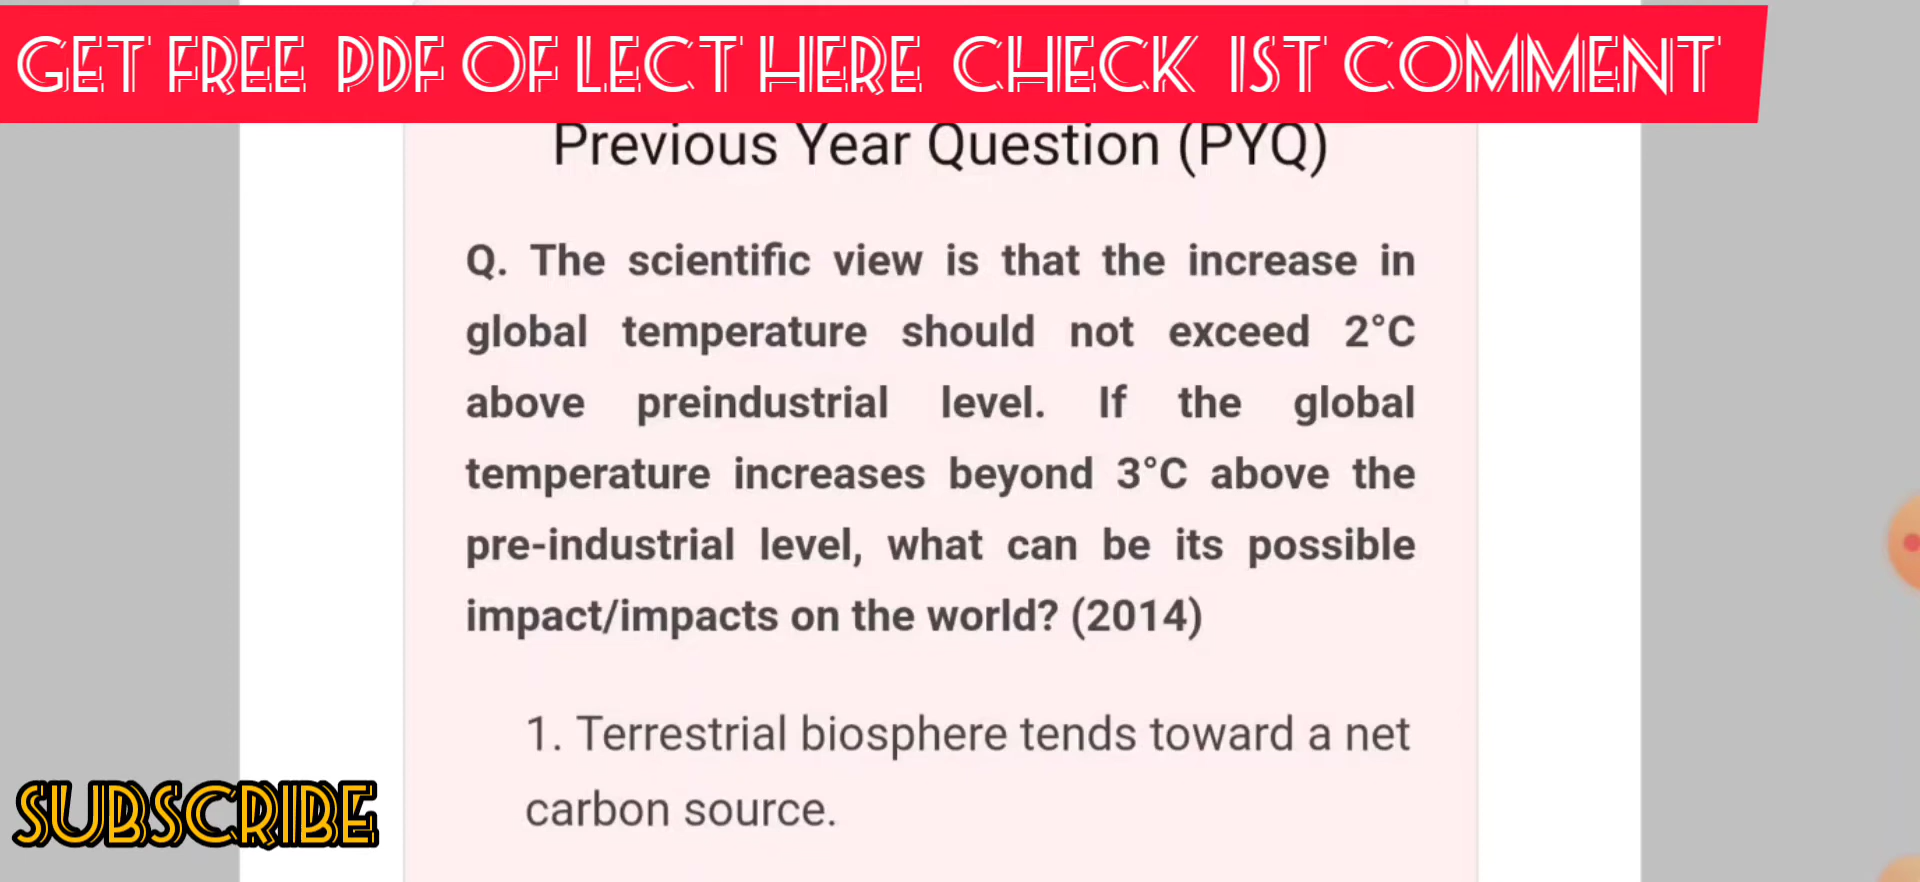 GET FREE PDF OF LECT HERE CHECK IST COMMENT
Previous Year Question (PYQ)
Q. The scientific view is that the increase in
global temperature should not exceed 2°C
above preindustrial level. If the global
temperature increases beyond 3°C above the
pre-industrial level, what can be its possible
impact/impacts on the world? (2014)
1. Terrestrial biosphere tends toward a net
carbon source.
SUBSCRIBE